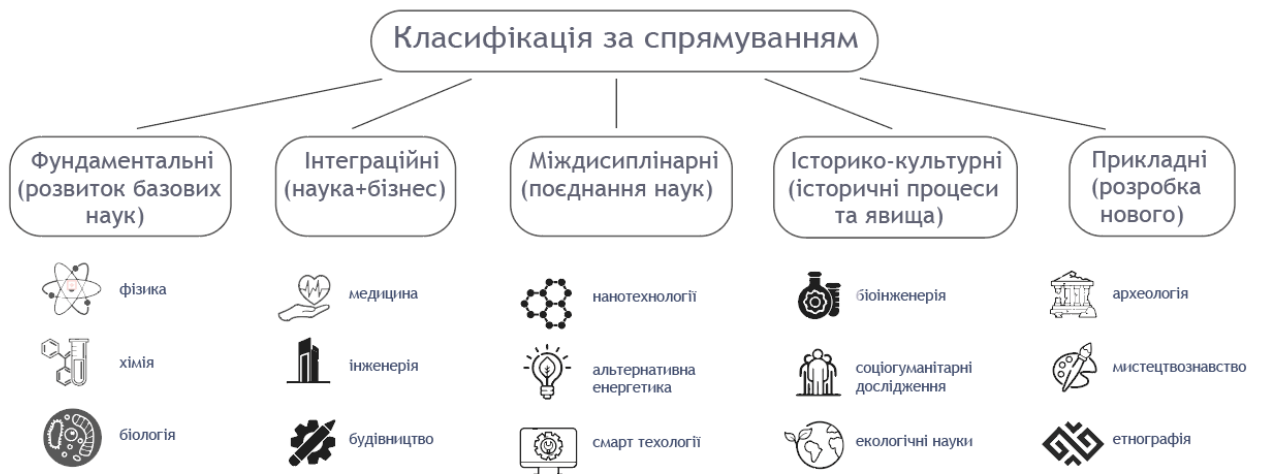 Класифікація за спрямуванням
Фундаментальні
(розвиток базових
наук)
Інтеграційні
(наука+бізнес)
Міждисиплінарні
(поєднання наук)
Історико-культурні
(історичні процеси
та явища)
Прикладні
(розробка
нового)
фізика
хімія
біологія
медицина
інженерія
будівництво
нанотехнології
альтернативна
енергетика
смарт техології
біоінженерія
соціогуманітарні
дослідження
екологічні науки
археологія
мистецтвознавство
етнографія